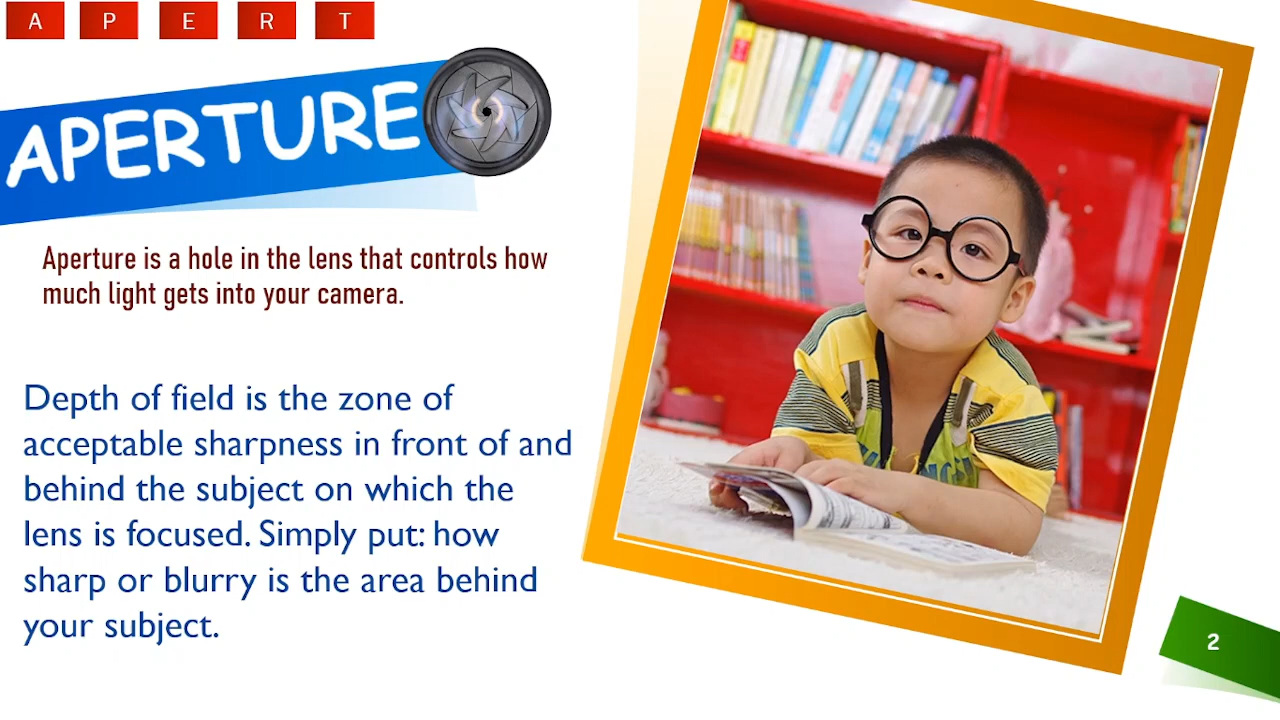 A P E R T
APERTURE
Aperture is a hole in the lens that controls how
much light gets into your camera.
Depth of field is the zone of
acceptable sharpness in front of and
behind the subject on which the
lens is focused. Simply put: how
sharp or blurry is the area behind
your subject.
2